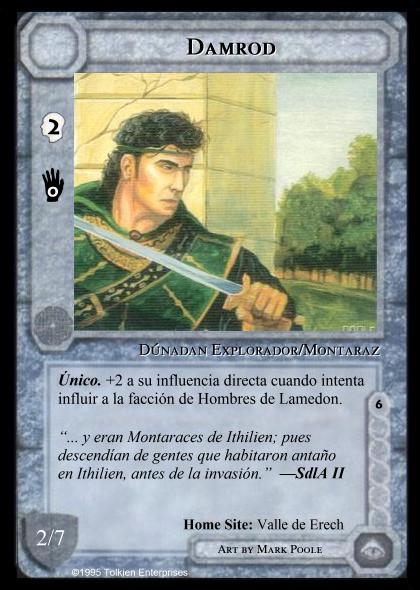 DAMROD
2
0
POOLE
DÚNADAN EXPLORADOR/MONTARAZ
Único. +2 a su influencia directa cuando intenta
influir a la facción de Hombres de Lamedon.
6
“... y eran Montaraces de Ithilien; pues
descendían de gentes que habitaron antaño
en Ithilien, antes de la invasión.” —SdlA II
Home Site: Valle de Erech
2/7
ART BY MARK POOLE
©1995 Tolkien Enterprises